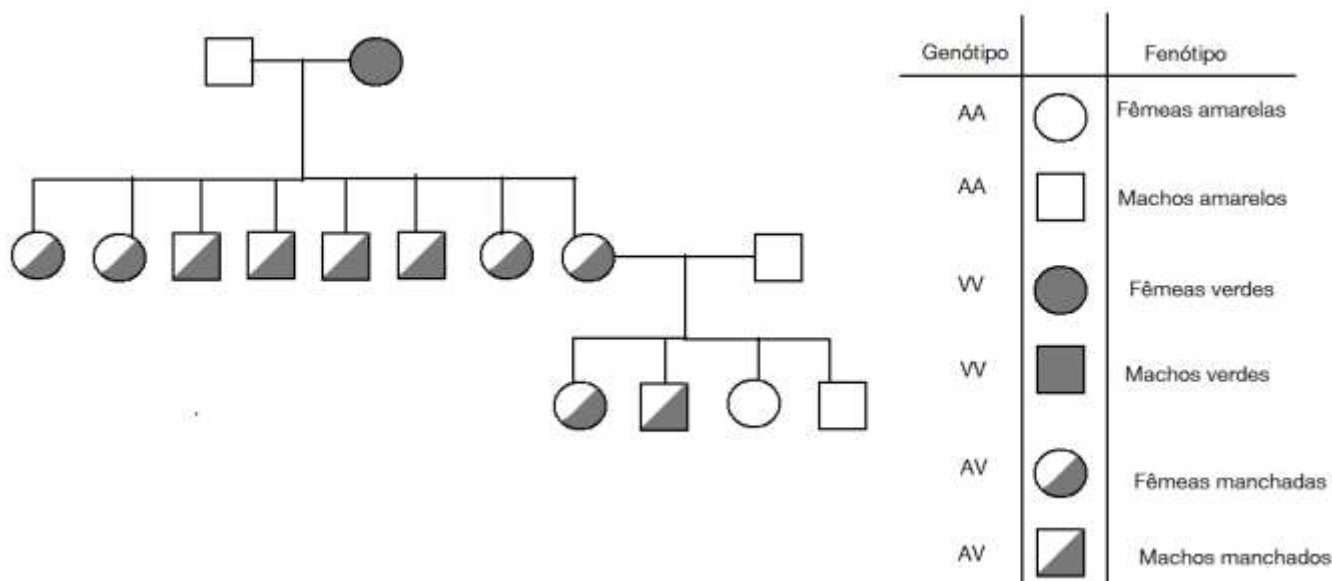 Genótipo Fenótipo
AA Fêmeas amarelas
AA Machos amarelos
VV Fêmeas verdes
VV Machos verdes
AV Fêmeas manchadas
AV Machos manchados